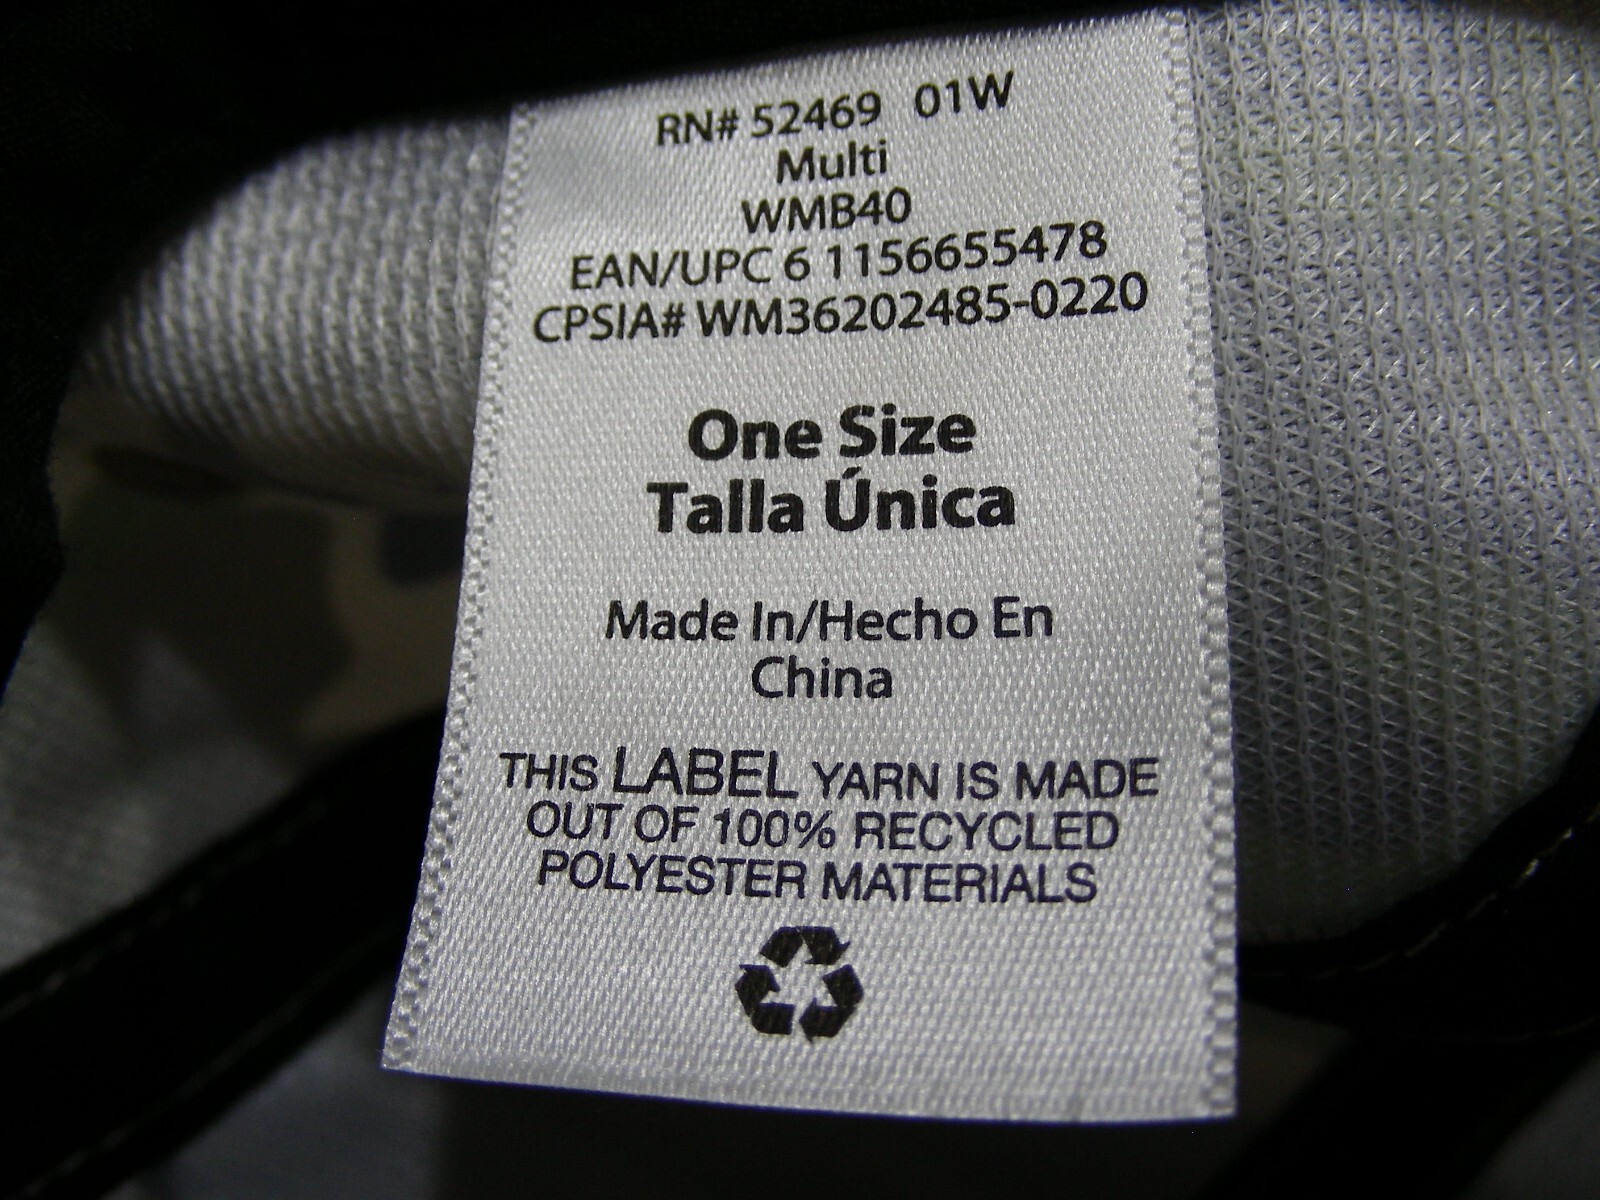 RN# 52469 01W
Multi
WMB40
EAN/UPC 6 1156655478
CPSIA# WM36202485-0220
One Size
Talla Única
Made In/Hecho En
China
THIS LABEL YARN IS MADE
OUT OF 100% RECYCLED
POLYESTER MATERIALS